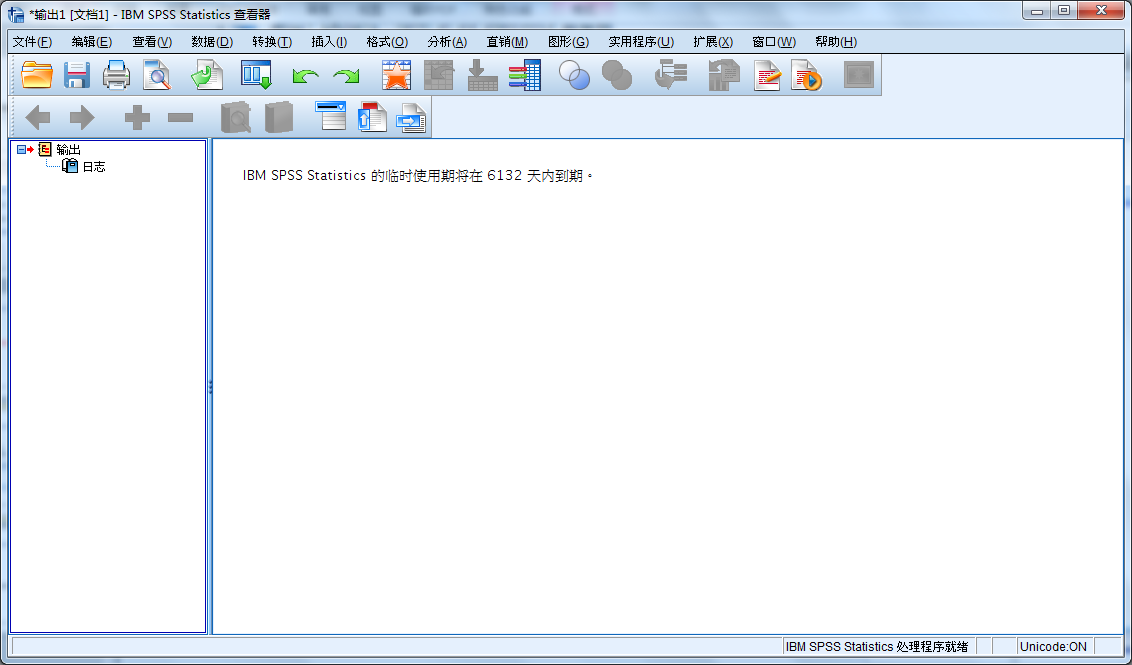 *输出1 [文档1] - IBM SPSS Statistics 查看器
文件(F) 编辑(E) 查看(V) 数据(D) 转换(T) 插入(I) 格式(O) 分析(A) 直销(M) 图形(G) 实用程序(U) 扩展(X) 窗口(W) 帮助(H)
输出
日志
IBM SPSS Statistics 的临时使用期将在 6132 天内到期。
IBM SPSS Statistics 处理程序就绪 Unicode:ON